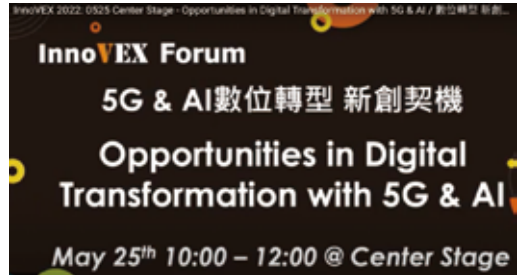 InnoVEX 2022: 0525 Center Stage - Opportunities in Digital Transformation with 5G & AI / 數位轉型 新創...
InnoVEX Forum
5G & AI數位轉型 新創契機
Opportunities in Digital
Transformation with 5G & AI
May 25th 10:00 – 12:00 @ Center Stage